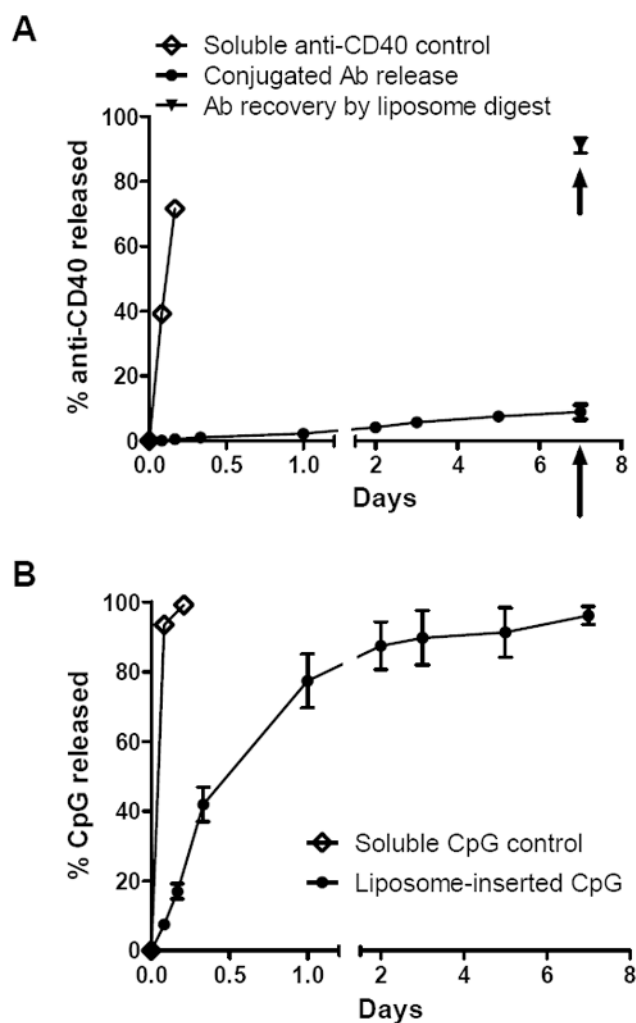 A
Soluble anti-CD40 control
Conjugated Ab release
Ab recovery by liposome digest
% anti-CD40 released
100
80
60
40
20
0
0.0 0.5 1.0 2 4 6 8
Days
B
% CpG released
100
80
60
40
20
0
Soluble CpG control
Liposome-inserted CpG
0.0 0.5 1.0 2 4 6 8
Days